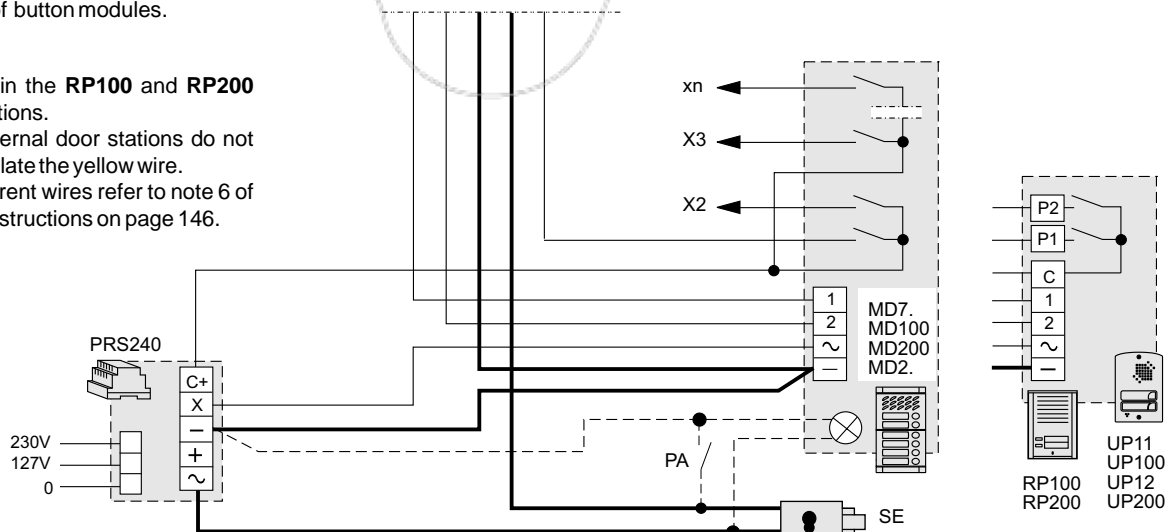 of button modules.
in the RP100 and RP200
tions.
ernal door stations do not
late the yellow wire.
rent wires refer to note 6 of
structions on page 146.
xn
X3
X2
P2
P1
C
1
2
~
—
1
2
~
—
MD7.
MD100
MD200
MD2.
PRS240
C+
X
—
+
~
230V
127V
0
PA
SE
RP100
RP200
UP11
UP100
UP12
UP200